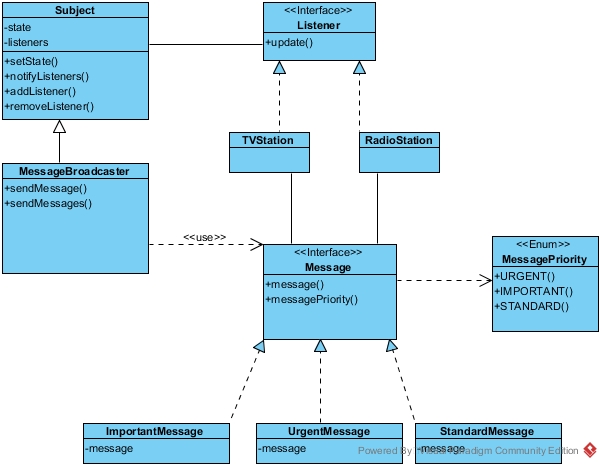 Subject
-state
-listeners
+setState()
+notifyListeners()
+addListener()
+removeListener()
<<Interface>>
Listener
+update()
TVStation
RadioStation
MessageBroadcaster
+sendMessage()
+sendMessages()
<<use>>
<<Interface>>
Message
+message()
+messagePriority()
<<Enum>>
MessagePriority
+URGENT()
+IMPORTANT()
+STANDARD()
ImportantMessage
-message
UrgentMessage
-message
StandardMessage
-message
Powered By Visual Paradigm Community Edition